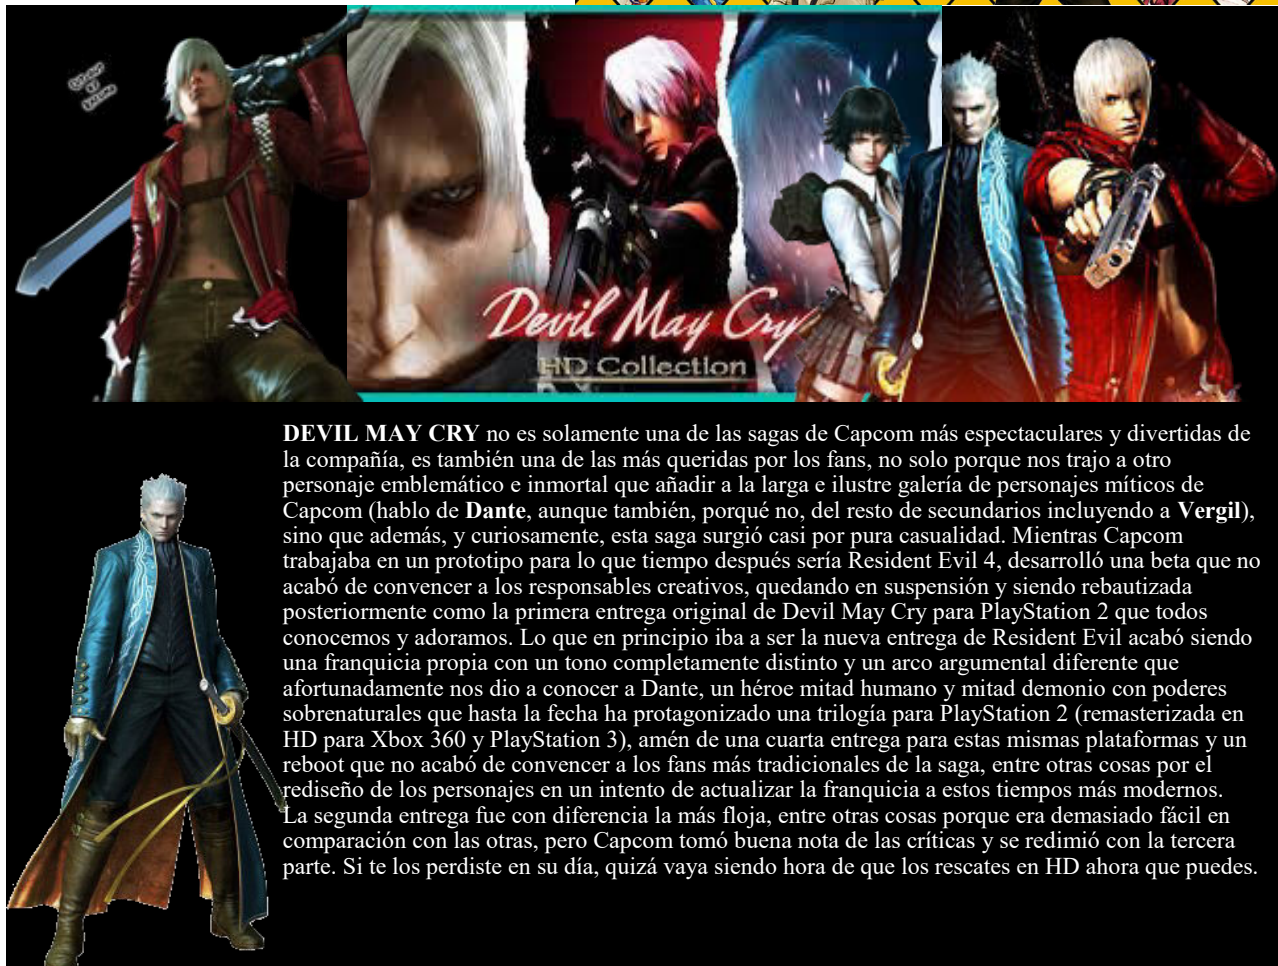 Devil May Cry
HD Collection
DEVIL MAY CRY no es solamente una de las sagas de Capcom más espectaculares y divertidas de
la compañía, es también una de las más queridas por los fans, no solo porque nos trajo a otro
personaje emblemático e inmortal que añadir a la larga e ilustre galería de personajes míticos de
Capcom (hablo de Dante, aunque también, porqué no, del resto de secundarios incluyendo a Vergil),
sino que además, y curiosamente, esta saga surgió casi por pura casualidad. Mientras Capcom
trabajaba en un prototipo para lo que tiempo después sería Resident Evil 4, desarrolló una beta que no
acabó de convencer a los responsables creativos, quedando en suspensión y siendo rebautizada
posteriormente como la primera entrega original de Devil May Cry para PlayStation 2 que todos
conocemos y adoramos. Lo que en principio iba a ser la nueva entrega de Resident Evil acabó siendo
una franquicia propia con un tono completamente distinto y un arco argumental diferente que
afortunadamente nos dio a conocer a Dante, un héroe mitad humano y mitad demonio con poderes
sobrenaturales que hasta la fecha ha protagonizado una trilogía para PlayStation 2 (remasterizada en
HD para Xbox 360 y PlayStation 3), amén de una cuarta entrega para estas mismas plataformas y un
reboot que no acabó de convencer a los fans más tradicionales de la saga, entre otras cosas por el
rediseño de los personajes en un intento de actualizar la franquicia a estos tiempos más modernos.
La segunda entrega fue con diferencia la más floja, entre otras cosas porque era demasiado fácil en
comparación con las otras, pero Capcom tomó buena nota de las críticas y se redimió con la tercera
parte. Si te los perdiste en su día, quizá vaya siendo hora de que los rescates en HD ahora que puedes.